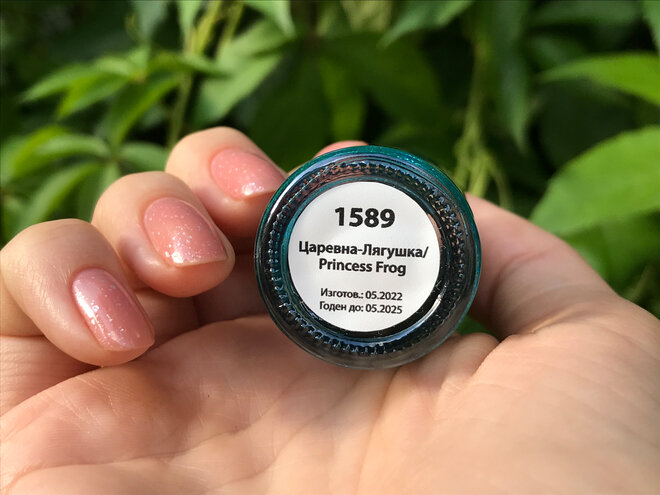 1589
Царевна-Лягушка/
Princess Frog
Изготов.: 05.2022
Годен до: 05.2025